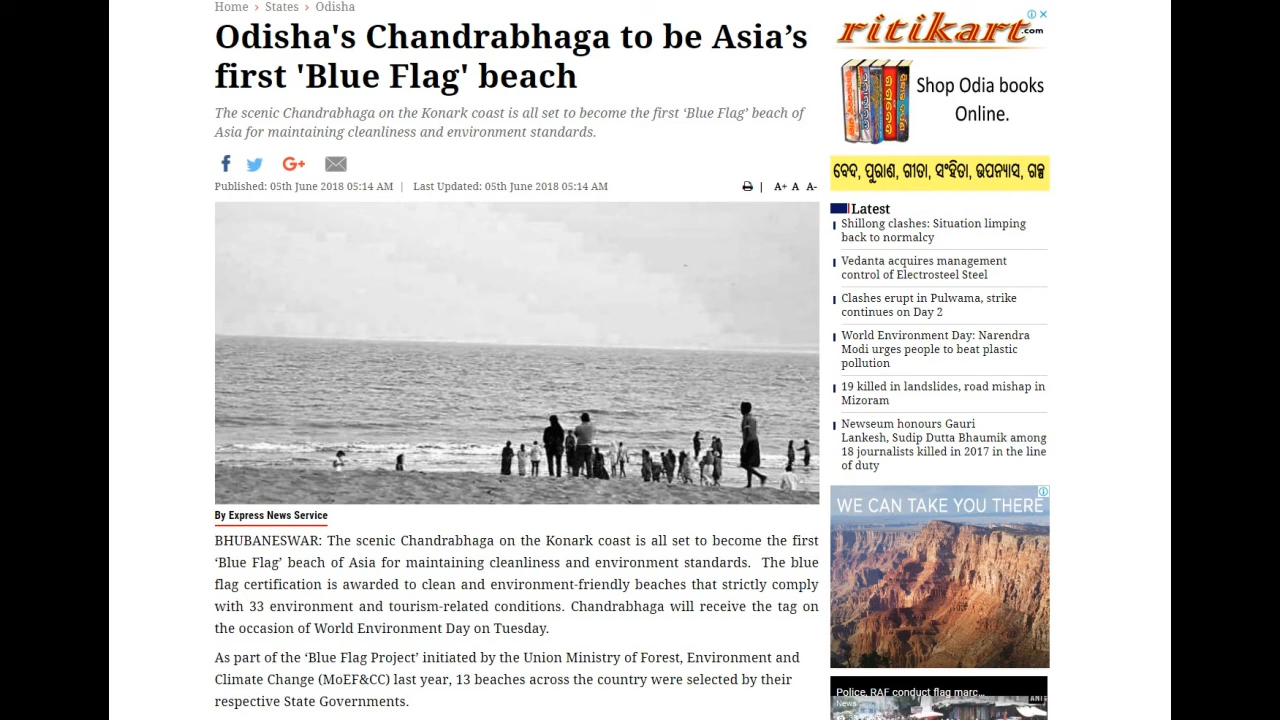 Home › States › Odisha
Odisha's Chandrabhaga to be Asia’s
first 'Blue Flag' beach
The scenic Chandrabhaga on the Konark coast is all set to become the first ‘Blue Flag’ beach of
Asia for maintaining cleanliness and environment standards.
f G+
Published: 05th June 2018 05:14 AM | Last Updated: 05th June 2018 05:14 AM | A+ A A-
By Express News Service
BHUBANESWAR: The scenic Chandrabhaga on the Konark coast is all set to become the first
‘Blue Flag’ beach of Asia for maintaining cleanliness and environment standards. The blue
flag certification is awarded to clean and environment-friendly beaches that strictly comply
with 33 environment and tourism-related conditions. Chandrabhaga will receive the tag on
the occasion of World Environment Day on Tuesday.
As part of the ‘Blue Flag Project’ initiated by the Union Ministry of Forest, Environment and
Climate Change (MoEF&CC) last year, 13 beaches across the country were selected by their
respective State Governments.
ritikart.com
Shop Odia books
Online.
ବେଦ, ପୁରାଣ, ଗୀତା, ସଂହିତା, ଉପନ୍ୟାସ, ଗଳ୍ପ
Latest
Shillong clashes: Situation limping
back to normalcy
Vedanta acquires management
control of Electrosteel Steel
Clashes erupt in Pulwama, strike
continues on Day 2
World Environment Day: Narendra
Modi urges people to beat plastic
pollution
19 killed in landslides, road mishap in
Mizoram
Newseum honours Gauri
Lankesh, Sudip Dutta Bhaumik among
18 journalists killed in 2017 in the line
of duty
WE CAN TAKE YOU THERE
Police, RAF conduct flag marc...
News
ANI